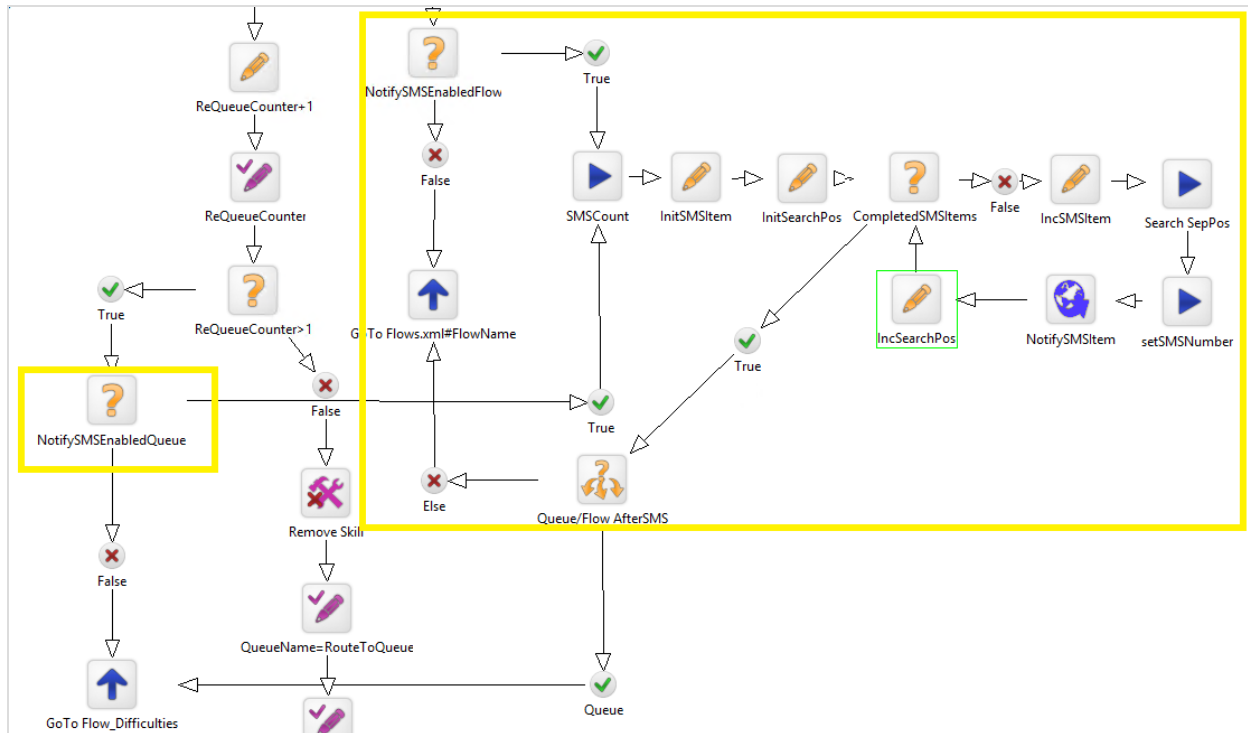 ReQueueCounter+1
ReQueueCounter
ReQueueCounter>1
True
False
NotifySMSEnabledQueue
False
Remove Skill
QueueName=RouteToQueue
GoTo Flow_Difficulties
NotifySMSEnabledFlow
True
False
GoTo Flows.xml#FlowName
SMSCount
InitSMSItem
InitSearchPos
CompletedSMSItems
False
IncSMSItem
Search SepPos
setSMSNumber
NotifySMSItem
IncSearchPos
True
True
Else
Queue/Flow AfterSMS
Queue